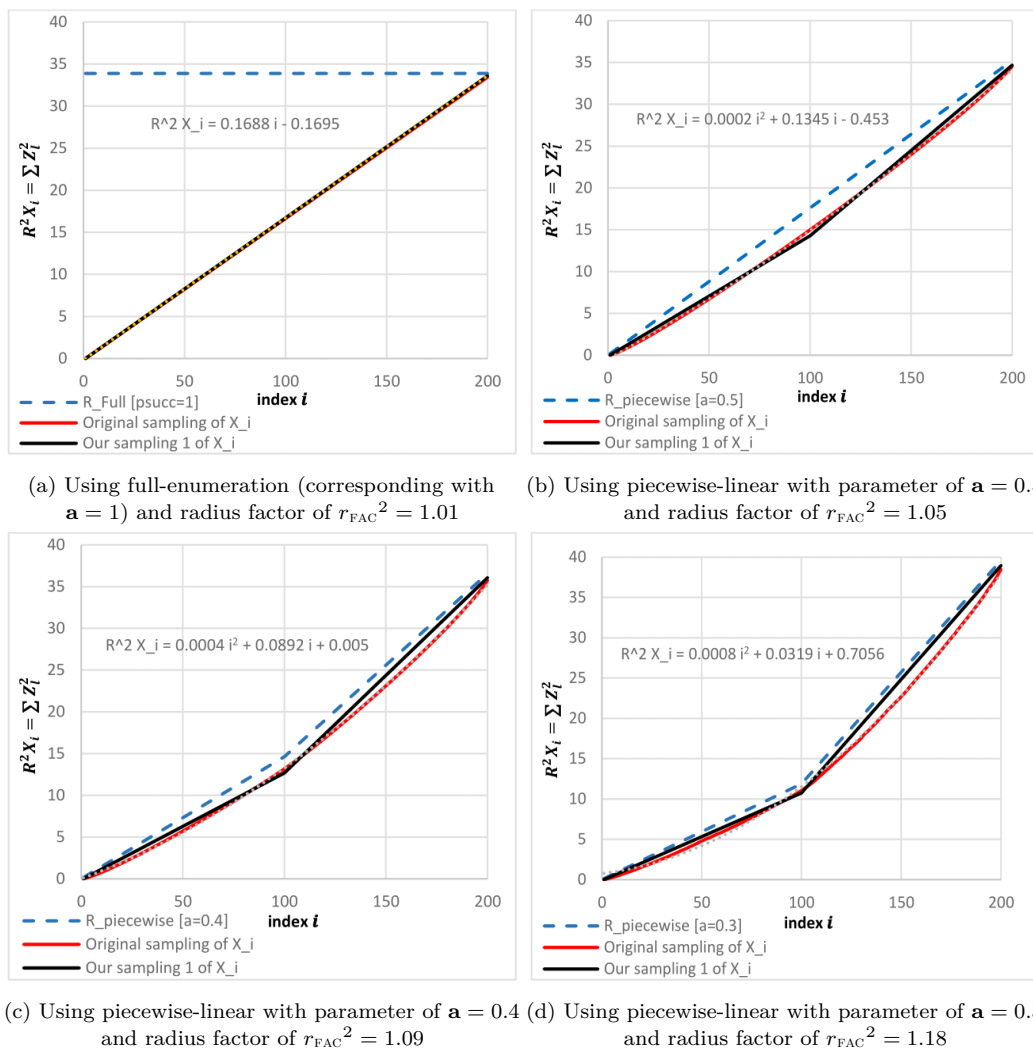 40
35
30
25
20
15
10
5
0
R^2 X_i = 0.1688 i - 0.1695
R²Xᵢ = ∑ Zₗ²
0 50 100 150 200
index i
R_Full [psucc=1]
Original sampling of X_i
Our sampling 1 of X_i
(a) Using full-enumeration (corresponding with
a = 1) and radius factor of r_FAC² = 1.01
40
35
30
25
20
15
10
5
0
R^2 X_i = 0.0002 i² + 0.1345 i - 0.453
R²Xᵢ = ∑ Zₗ²
0 50 100 150 200
index i
R_piecewise [a=0.5]
Original sampling of X_i
Our sampling 1 of X_i
(b) Using piecewise-linear with parameter of a = 0.
and radius factor of r_FAC² = 1.05
40
35
30
25
20
15
10
5
0
R^2 X_i = 0.0004 i² + 0.0892 i + 0.005
R²Xᵢ = ∑ Zₗ²
0 50 100 150 200
index i
R_piecewise [a=0.4]
Original sampling of X_i
Our sampling 1 of X_i
(c) Using piecewise-linear with parameter of a = 0.4
and radius factor of r_FAC² = 1.09
40
35
30
25
20
15
10
5
0
R^2 X_i = 0.0008 i² + 0.0319 i + 0.7056
R²Xᵢ = ∑ Zₗ²
0 50 100 150 200
index i
R_piecewise [a=0.3]
Original sampling of X_i
Our sampling 1 of X_i
(d) Using piecewise-linear with parameter of a = 0.
and radius factor of r_FAC² = 1.18